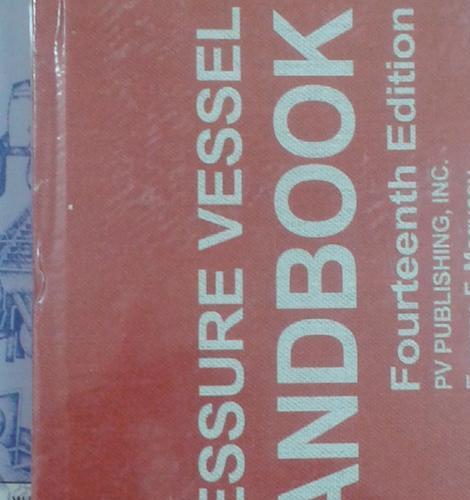 ESSURE VESSEL
ANDBOOK
Fourteenth Edition
PV PUBLISHING, INC.